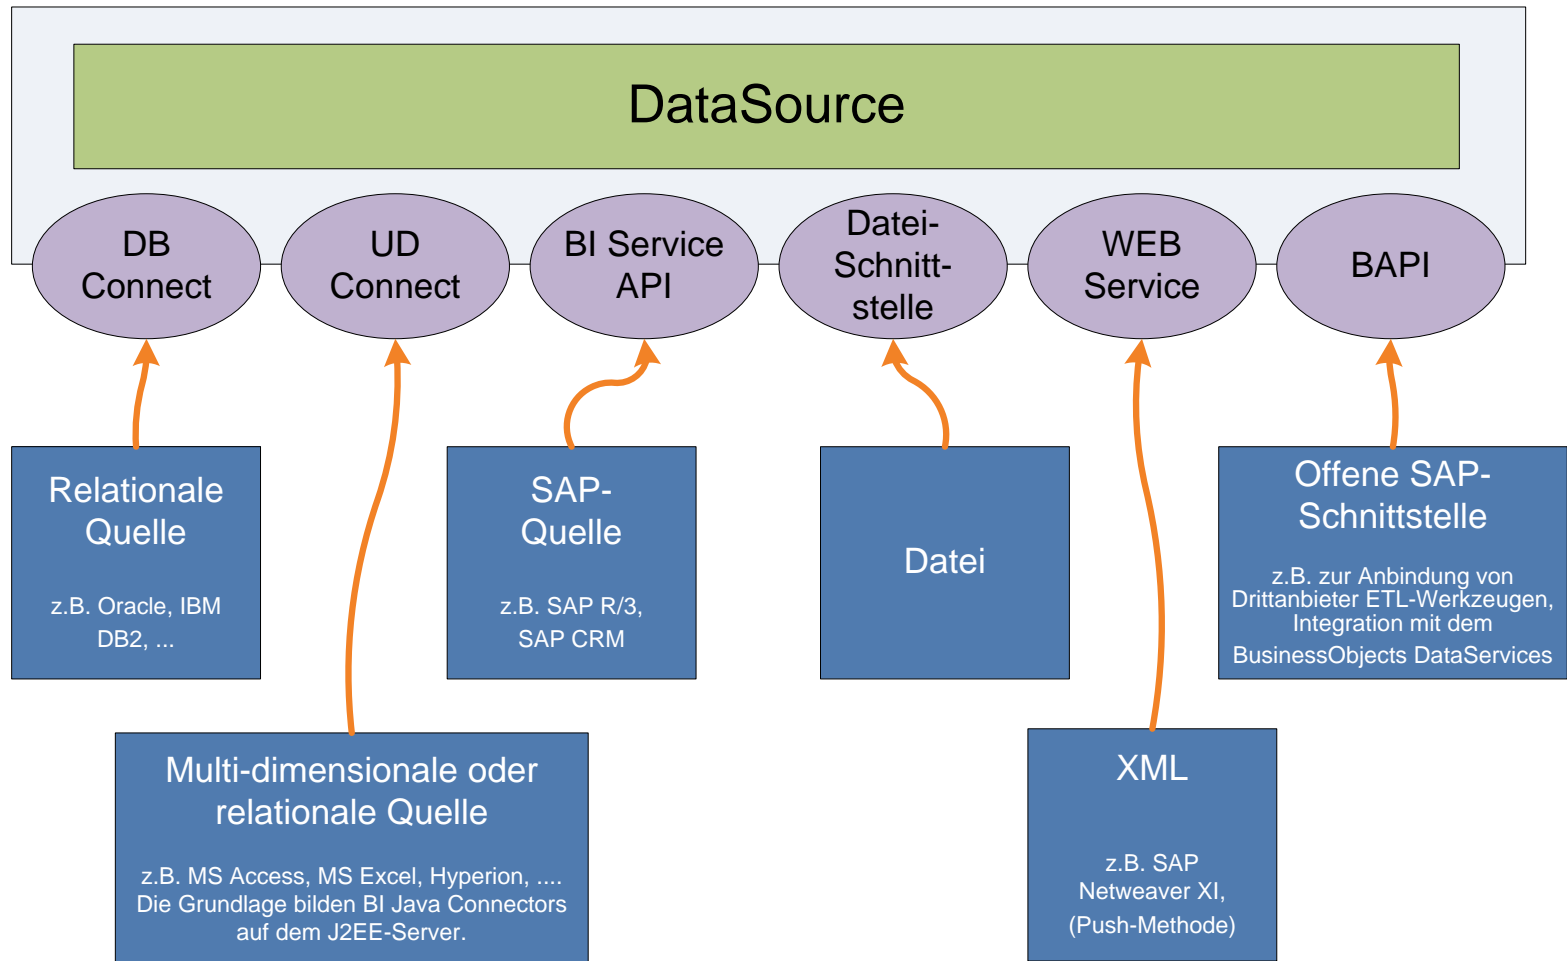 DataSource
DB
Connect
UD
Connect
BI Service
API
Datei-
Schnitt-
stelle
WEB
Service
BAPI
Relationale
Quelle
z.B. Oracle, IBM
DB2, ...
SAP-
Quelle
z.B. SAP R/3,
SAP CRM
Datei
Offene SAP-
Schnittstelle
z.B. zur Anbindung von
Drittanbieter ETL-Werkzeugen,
Integration mit dem
BusinessObjects DataServices
Multi-dimensionale oder
relationale Quelle
z.B. MS Access, MS Excel, Hyperion, ....
Die Grundlage bilden BI Java Connectors
auf dem J2EE-Server.
XML
z.B. SAP
Netweaver XI,
(Push-Methode)